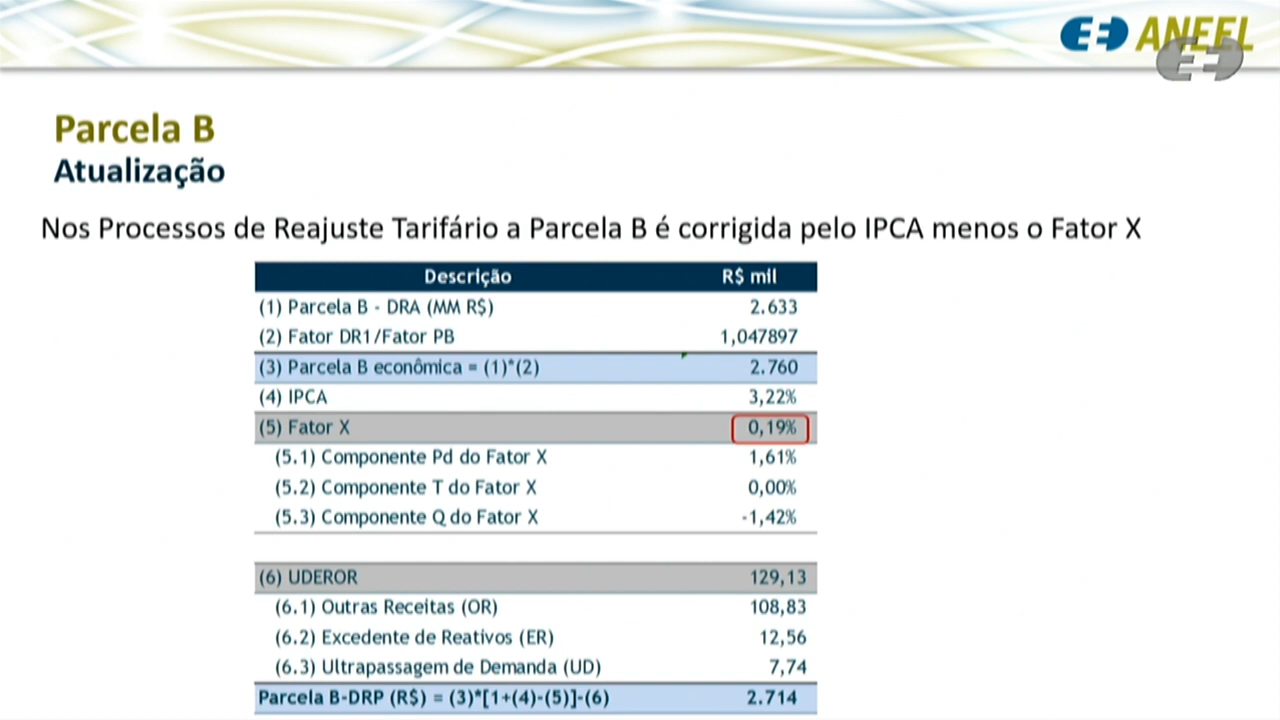 ANEEL
Parcela B
Atualização
Nos Processos de Reajuste Tarifário a Parcela B é corrigida pelo IPCA menos o Fator X
Descrição R$ mil
(1) Parcela B - DRA (MM R$) 2.633
(2) Fator DR1/Fator PB 1,047897
(3) Parcela B econômica = (1)*(2) 2.760
(4) IPCA 3,22%
(5) Fator X 0,19%
(5.1) Componente Pd do Fator X 1,61%
(5.2) Componente T do Fator X 0,00%
(5.3) Componente Q do Fator X -1,42%
(6) UDEROR 129,13
(6.1) Outras Receitas (OR) 108,83
(6.2) Excedente de Reativos (ER) 12,56
(6.3) Ultrapassagem de Demanda (UD) 7,74
Parcela B-DRP (R$) = (3)*[1+(4)-(5)]-(6) 2.714